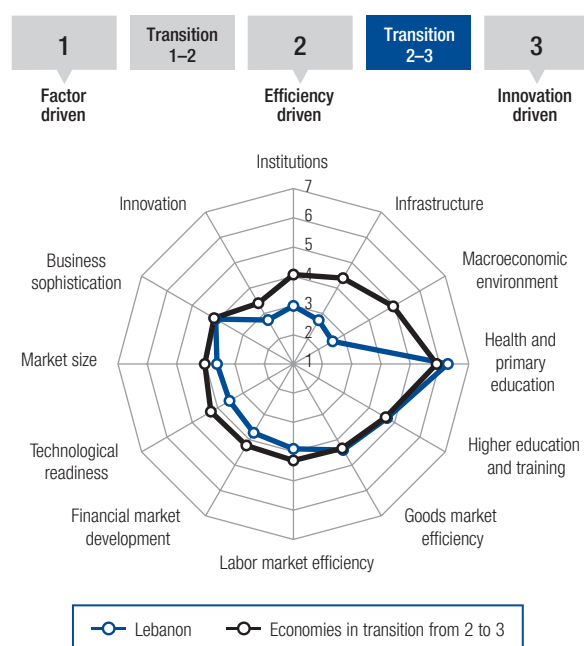 1
Transition
1–2
2
Transition
2–3
3
Factor
driven
Efficiency
driven
Innovation
driven
Institutions
Infrastructure
Macroeconomic
environment
Health and
primary
education
Higher education
and training
Goods market
efficiency
Labor market efficiency
Financial market
development
Technological
readiness
Market size
Business
sophistication
Innovation
7
6
5
4
3
2
1
Lebanon
Economies in transition from 2 to 3